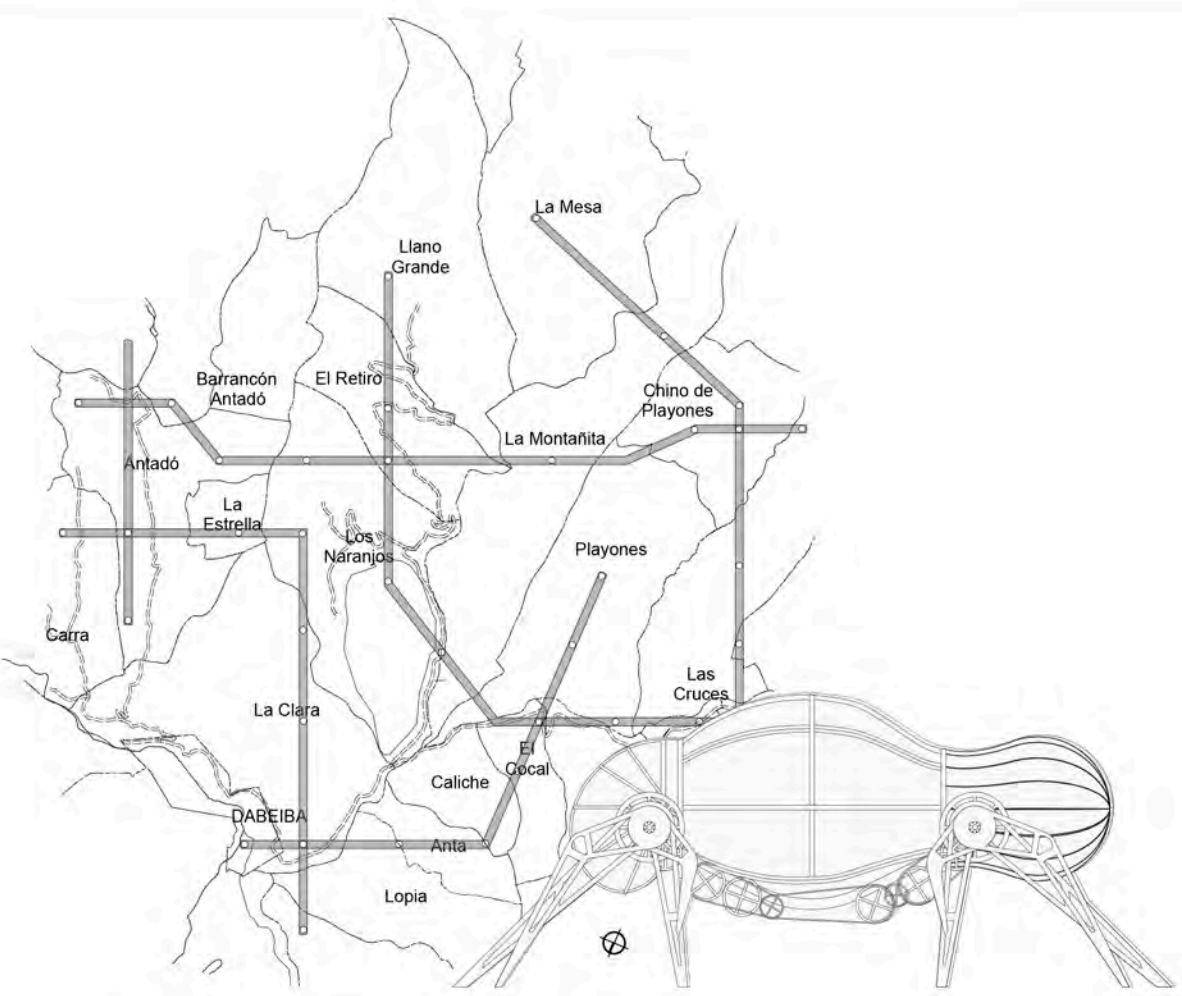 La Mesa
Llano
Grande
Barrancón
Antadó
El Retiro
Chino de
Playones
La Montañita
Antadó
La
Estrella
Los
Naranjos
Playones
Carra
Las
Cruces
La Clara
El
Cocal
Caliche
DABEIBA
Anta
Lopia